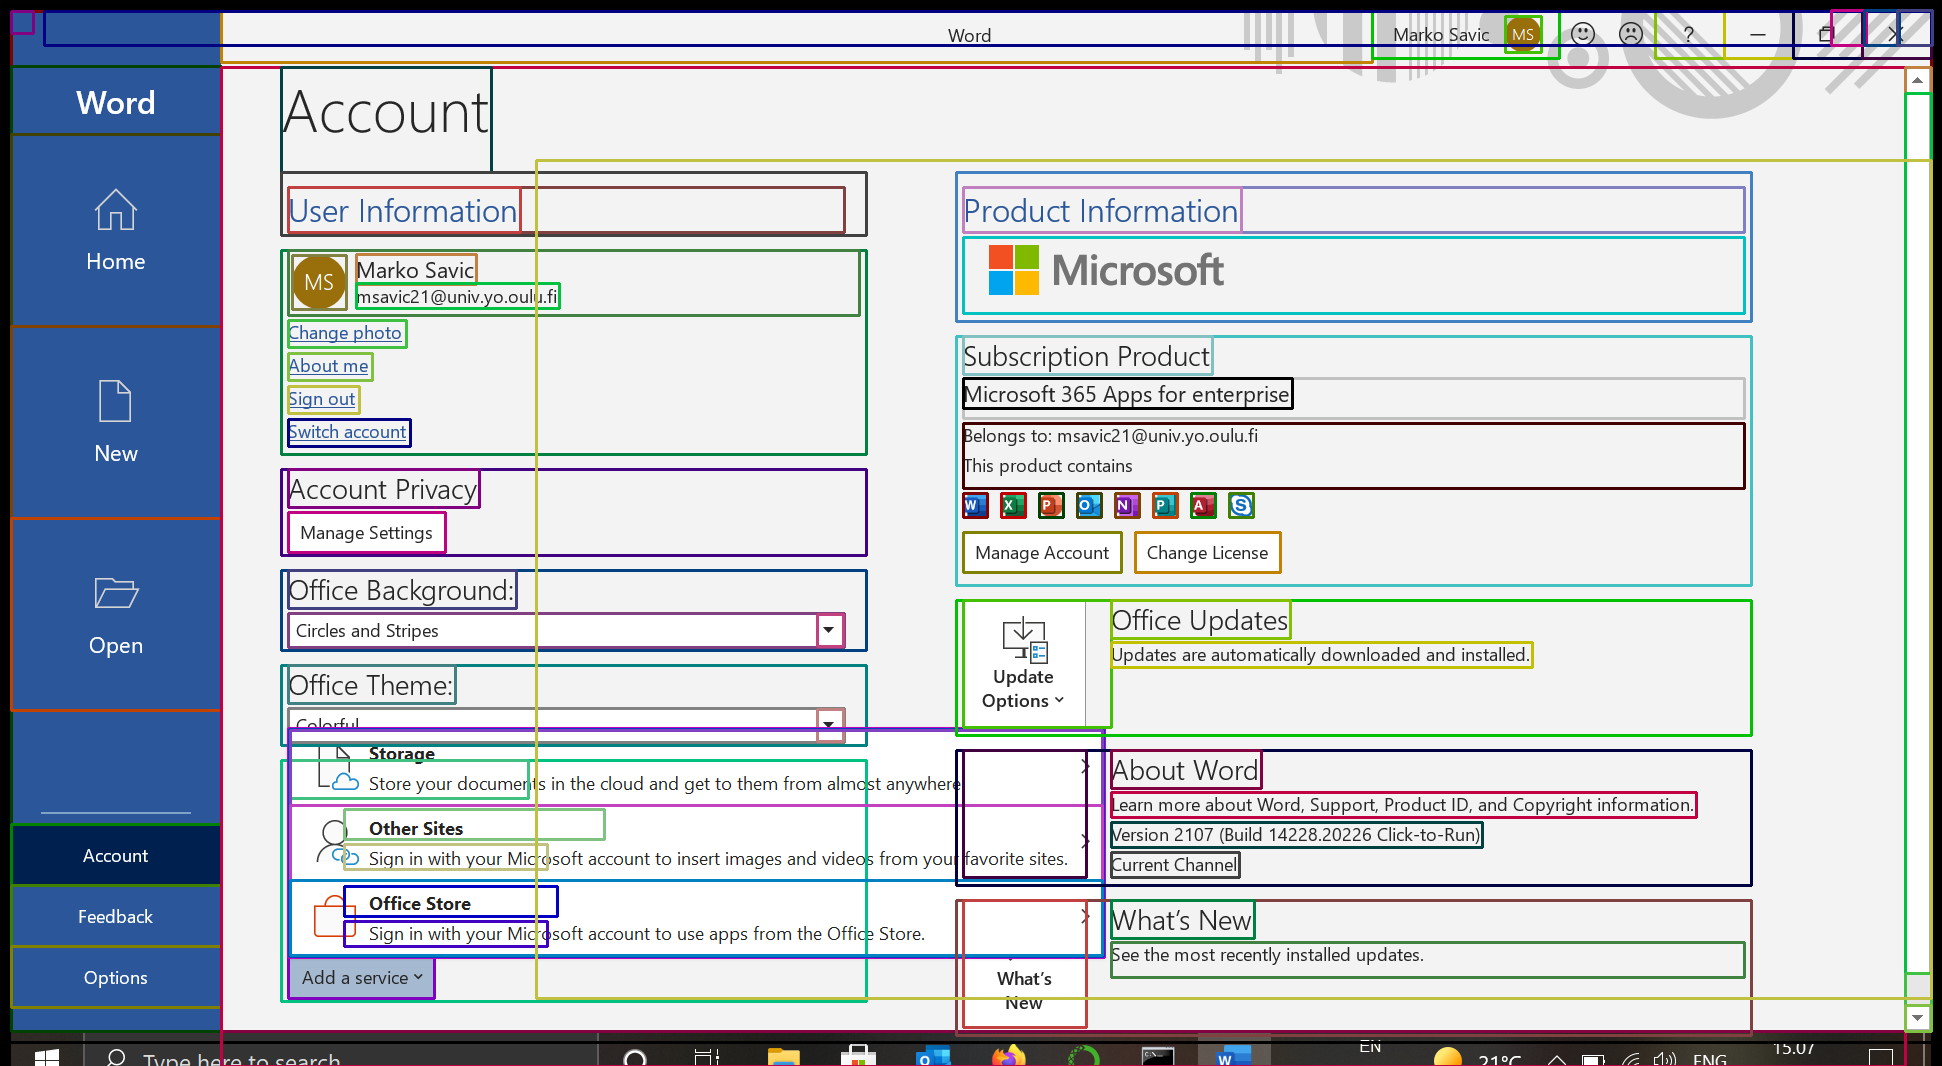 Word
Marko Savic MS ?
Word
Home
New
Open
Account
Feedback
Options
Account
User Information
MS
Marko Savic
msavic21@univ.yo.oulu.fi
Change photo
About me
Sign out
Switch account
Account Privacy
Manage Settings
Office Background:
Circles and Stripes
Office Theme:
Colorful
Storage
Store your documents in the cloud and get to them from almost anywhere
Other Sites
Sign in with your Microsoft account to insert images and videos from your favorite sites.
Office Store
Sign in with your Microsoft account to use apps from the Office Store.
Add a service
Product Information
Microsoft
Subscription Product
Microsoft 365 Apps for enterprise
Belongs to: msavic21@univ.yo.oulu.fi
This product contains
W X P O N P A S
Manage Account Change License
Update
Options
Office Updates
Updates are automatically downloaded and installed.
About Word
Learn more about Word, Support, Product ID, and Copyright information.
Version 2107 (Build 14228.20226 Click-to-Run)
Current Channel
What's
New
What's New
See the most recently installed updates.
Type here to search
EN
21°C
ENG
15.07